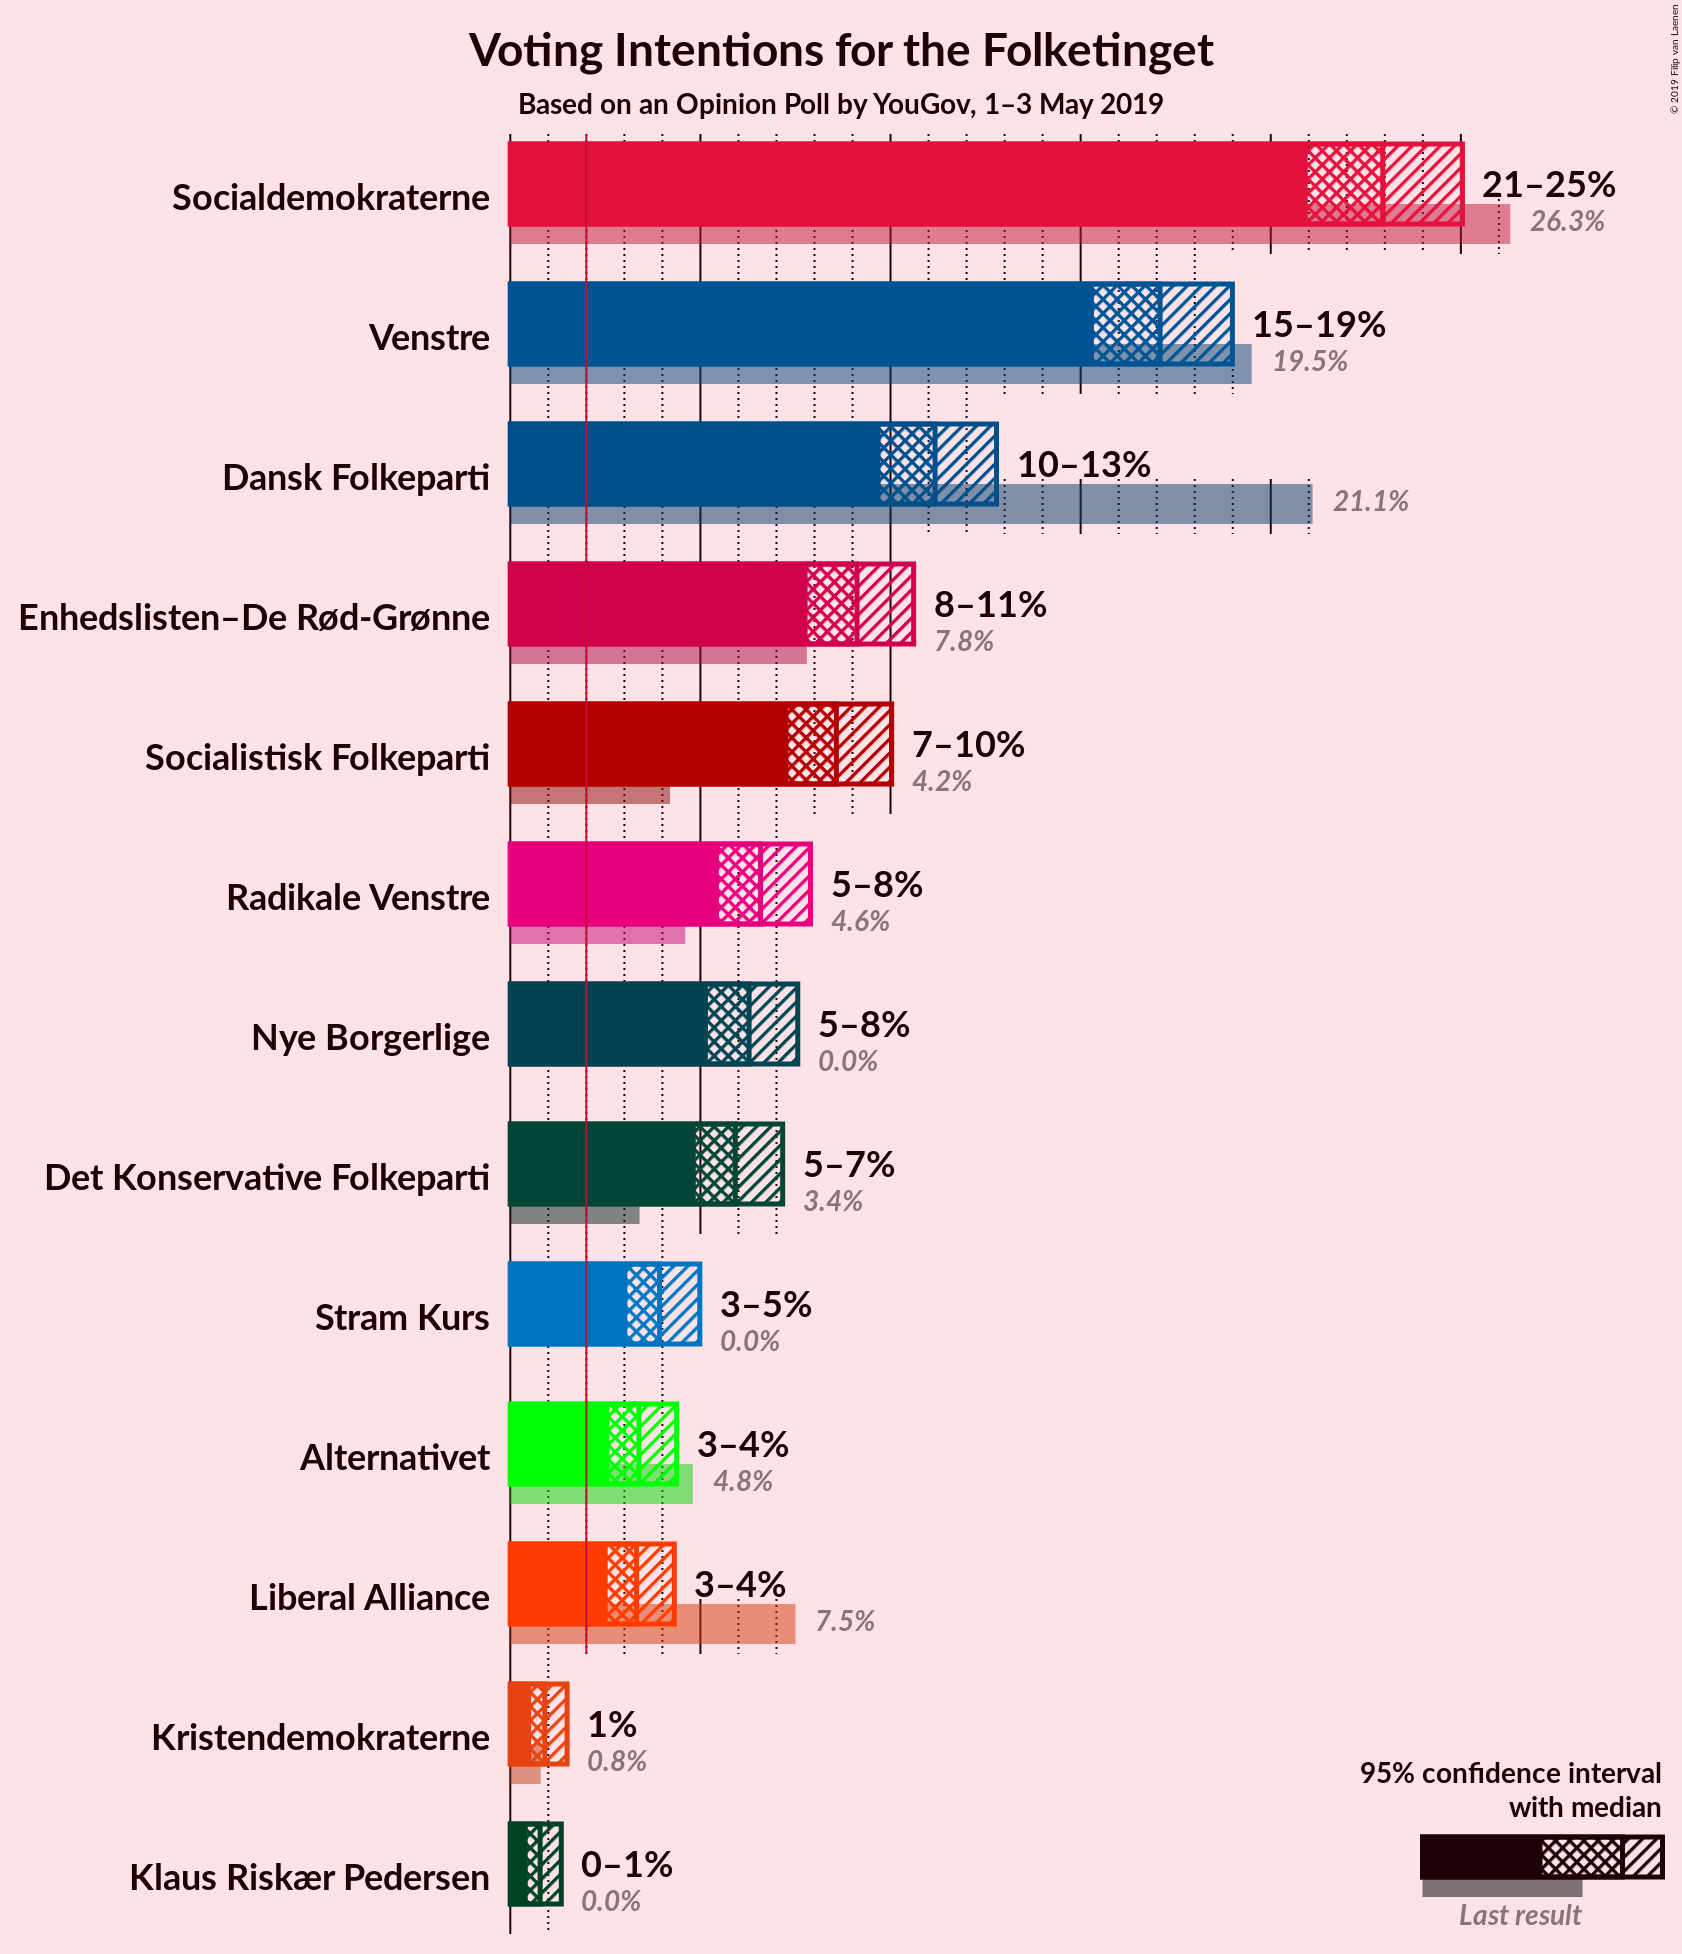 © 2019 Filip van Laenen
Voting Intentions for the Folketinget
Based on an Opinion Poll by YouGov, 1–3 May 2019
Socialdemokraterne
21–25%
26.3%
Venstre
15–19%
19.5%
Dansk Folkeparti
10–13%
21.1%
Enhedslisten–De Rød-Grønne
8–11%
7.8%
Socialistisk Folkeparti
7–10%
4.2%
Radikale Venstre
5–8%
4.6%
Nye Borgerlige
5–8%
0.0%
Det Konservative Folkeparti
5–7%
3.4%
Stram Kurs
3–5%
0.0%
Alternativet
3–4%
4.8%
Liberal Alliance
3–4%
7.5%
Kristendemokraterne
1%
0.8%
Klaus Riskær Pedersen
0–1%
0.0%
95% confidence interval
with median
Last result